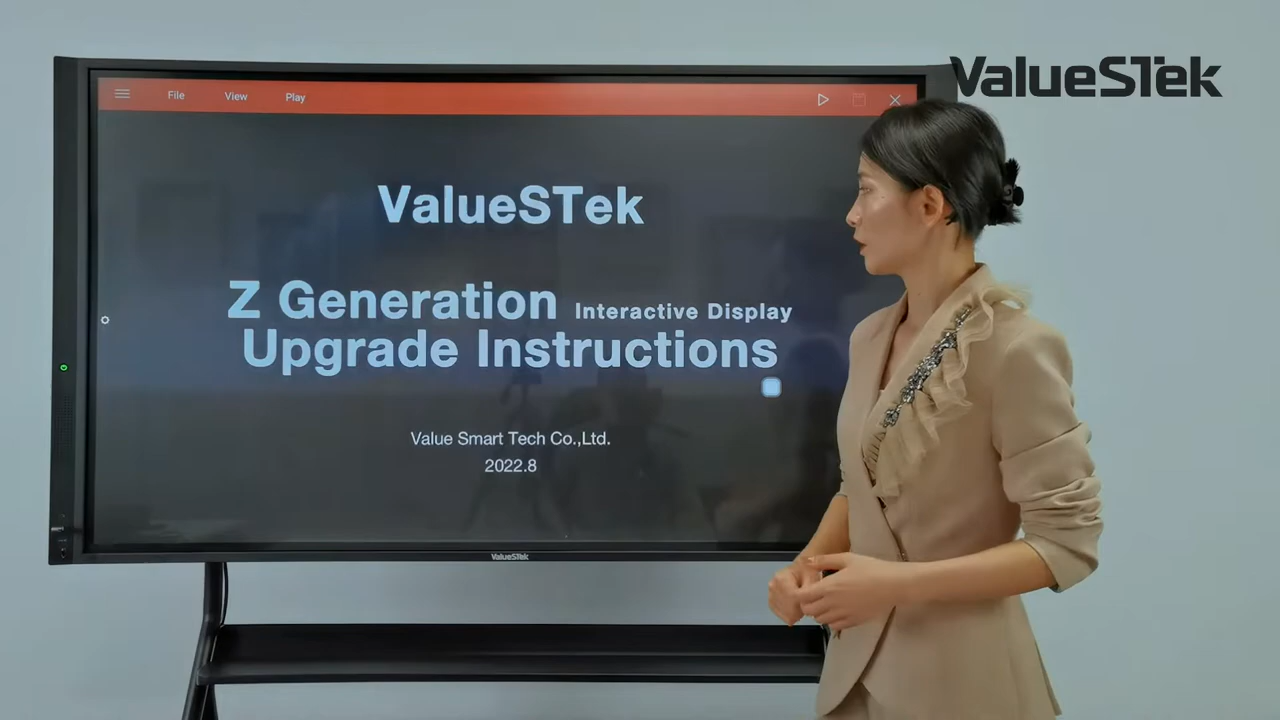 ValueSTek
File View Play
ValueSTek
Z Generation Interactive Display
Upgrade Instructions
Value Smart Tech Co.,Ltd.
2022.8
ValueSTek